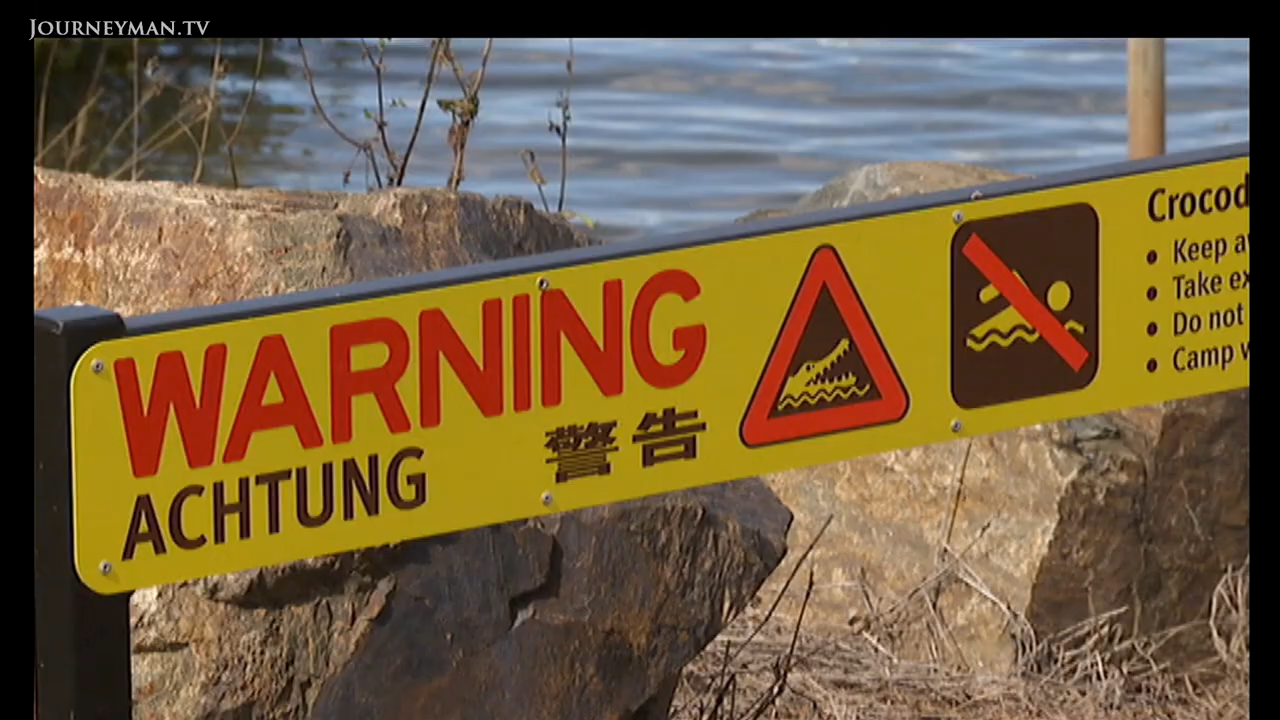 JOURNEYMAN.TV
WARNING
ACHTUNG 警告
Crocod
• Keep a
• Take ex
• Do not
• Camp w